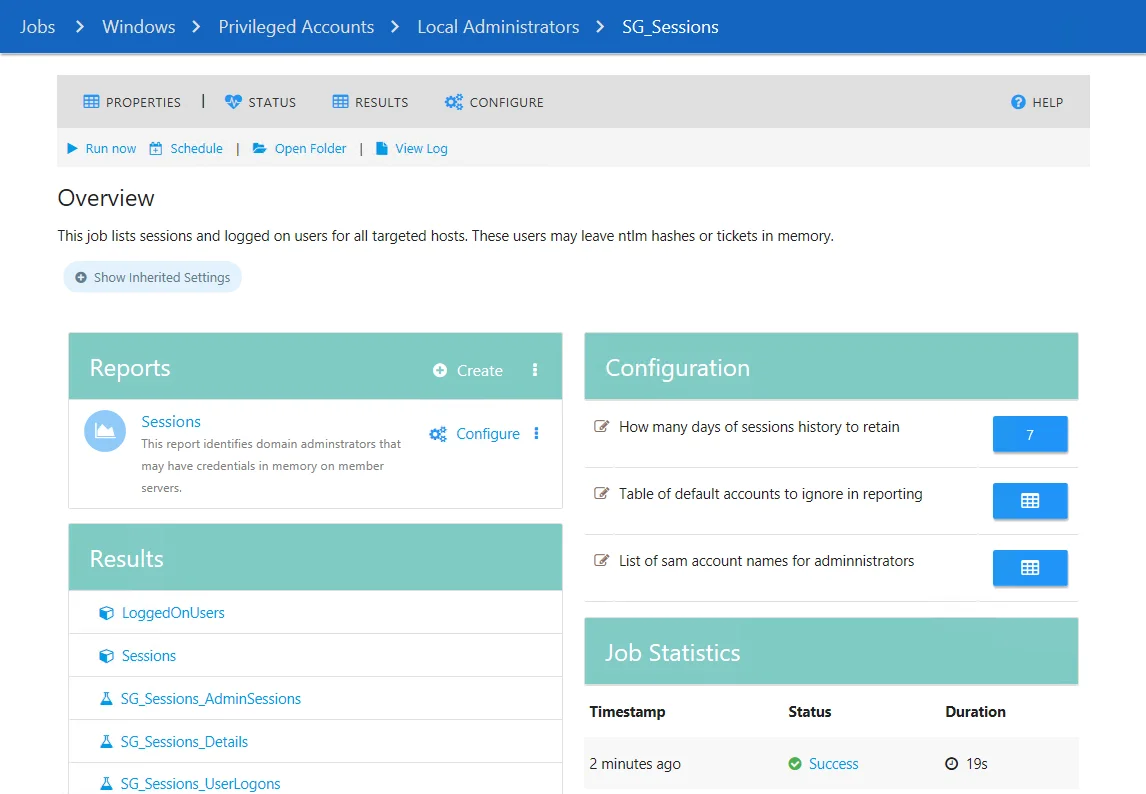 Jobs > Windows > Privileged Accounts > Local Administrators > SG_Sessions
PROPERTIES | STATUS RESULTS CONFIGURE HELP
Run now Schedule | Open Folder | View Log
Overview
This job lists sessions and logged on users for all targeted hosts. These users may leave ntlm hashes or tickets in memory.
Show Inherited Settings
Reports Create
Sessions
This report identifies domain adminstrators that
may have credentials in memory on member
servers.
Configure
Results
LoggedOnUsers
Sessions
SG_Sessions_AdminSessions
SG_Sessions_Details
SG_Sessions_UserLogons
Configuration
How many days of sessions history to retain 7
Table of default accounts to ignore in reporting
List of sam account names for adminnistrators
Job Statistics
Timestamp Status Duration
2 minutes ago Success 19s